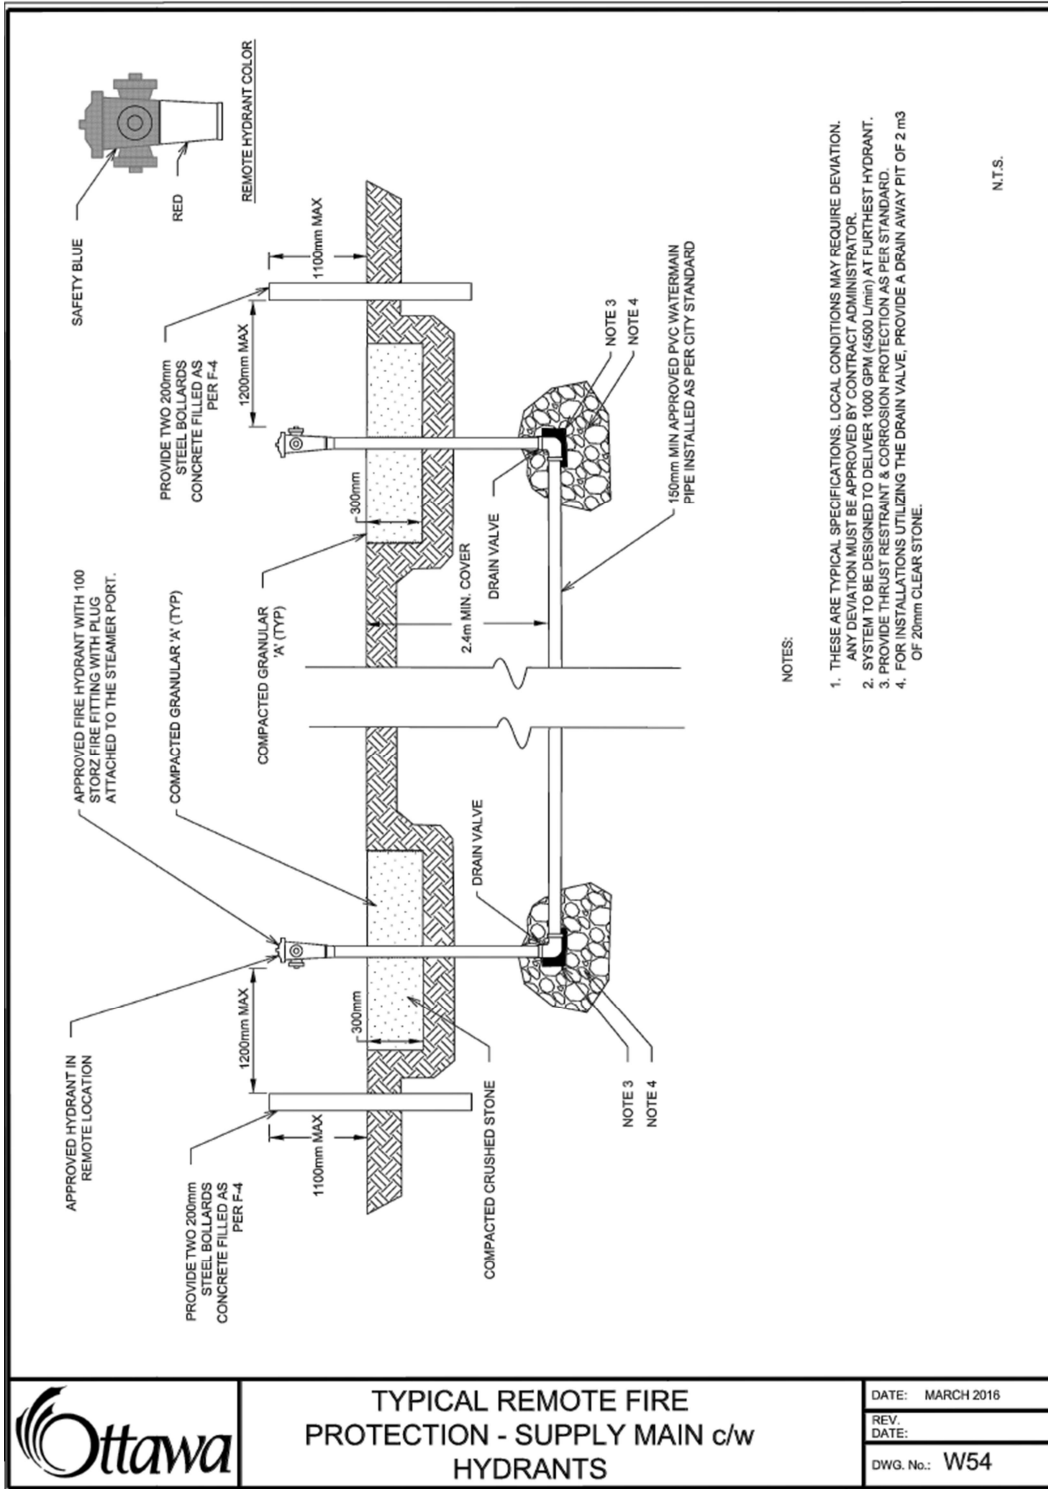 SAFETY BLUE
RED
REMOTE HYDRANT COLOR
APPROVED HYDRANT IN
REMOTE LOCATION
APPROVED FIRE HYDRANT WITH 100
STORZ FIRE FITTING WITH PLUG
ATTACHED TO THE STEAMER PORT.
COMPACTED GRANULAR 'A' (TYP)
PROVIDE TWO 200mm
STEEL BOLLARDS
CONCRETE FILLED AS
PER F-4
PROVIDE TWO 200mm
STEEL BOLLARDS
CONCRETE FILLED AS
PER F-4
1200mm MAX
1200mm MAX
COMPACTED GRANULAR
'A' (TYP)
1100mm MAX
1100mm MAX
300mm
300mm
2.4m MIN. COVER
DRAIN VALVE
DRAIN VALVE
COMPACTED CRUSHED STONE
NOTE 3
NOTE 4
NOTE 3
NOTE 4
150mm MIN APPROVED PVC WATERMAIN
PIPE INSTALLED AS PER CITY STANDARD
NOTES:
1. THESE ARE TYPICAL SPECIFICATIONS. LOCAL CONDITIONS MAY REQUIRE DEVIATION.
ANY DEVIATION MUST BE APPROVED BY CONTRACT ADMINISTRATOR.
2. SYSTEM TO BE DESIGNED TO DELIVER 1000 GPM (4500 L/min) AT FURTHEST HYDRANT.
3. PROVIDE THRUST RESTRAINT & CORROSION PROTECTION AS PER STANDARD.
4. FOR INSTALLATIONS UTILIZING THE DRAIN VALVE, PROVIDE A DRAIN AWAY PIT OF 2 m3
OF 20mm CLEAR STONE.
N.T.S.
Ottawa
TYPICAL REMOTE FIRE
PROTECTION - SUPPLY MAIN c/w
HYDRANTS
DATE: MARCH 2016
REV.
DATE:
DWG. No.: W54